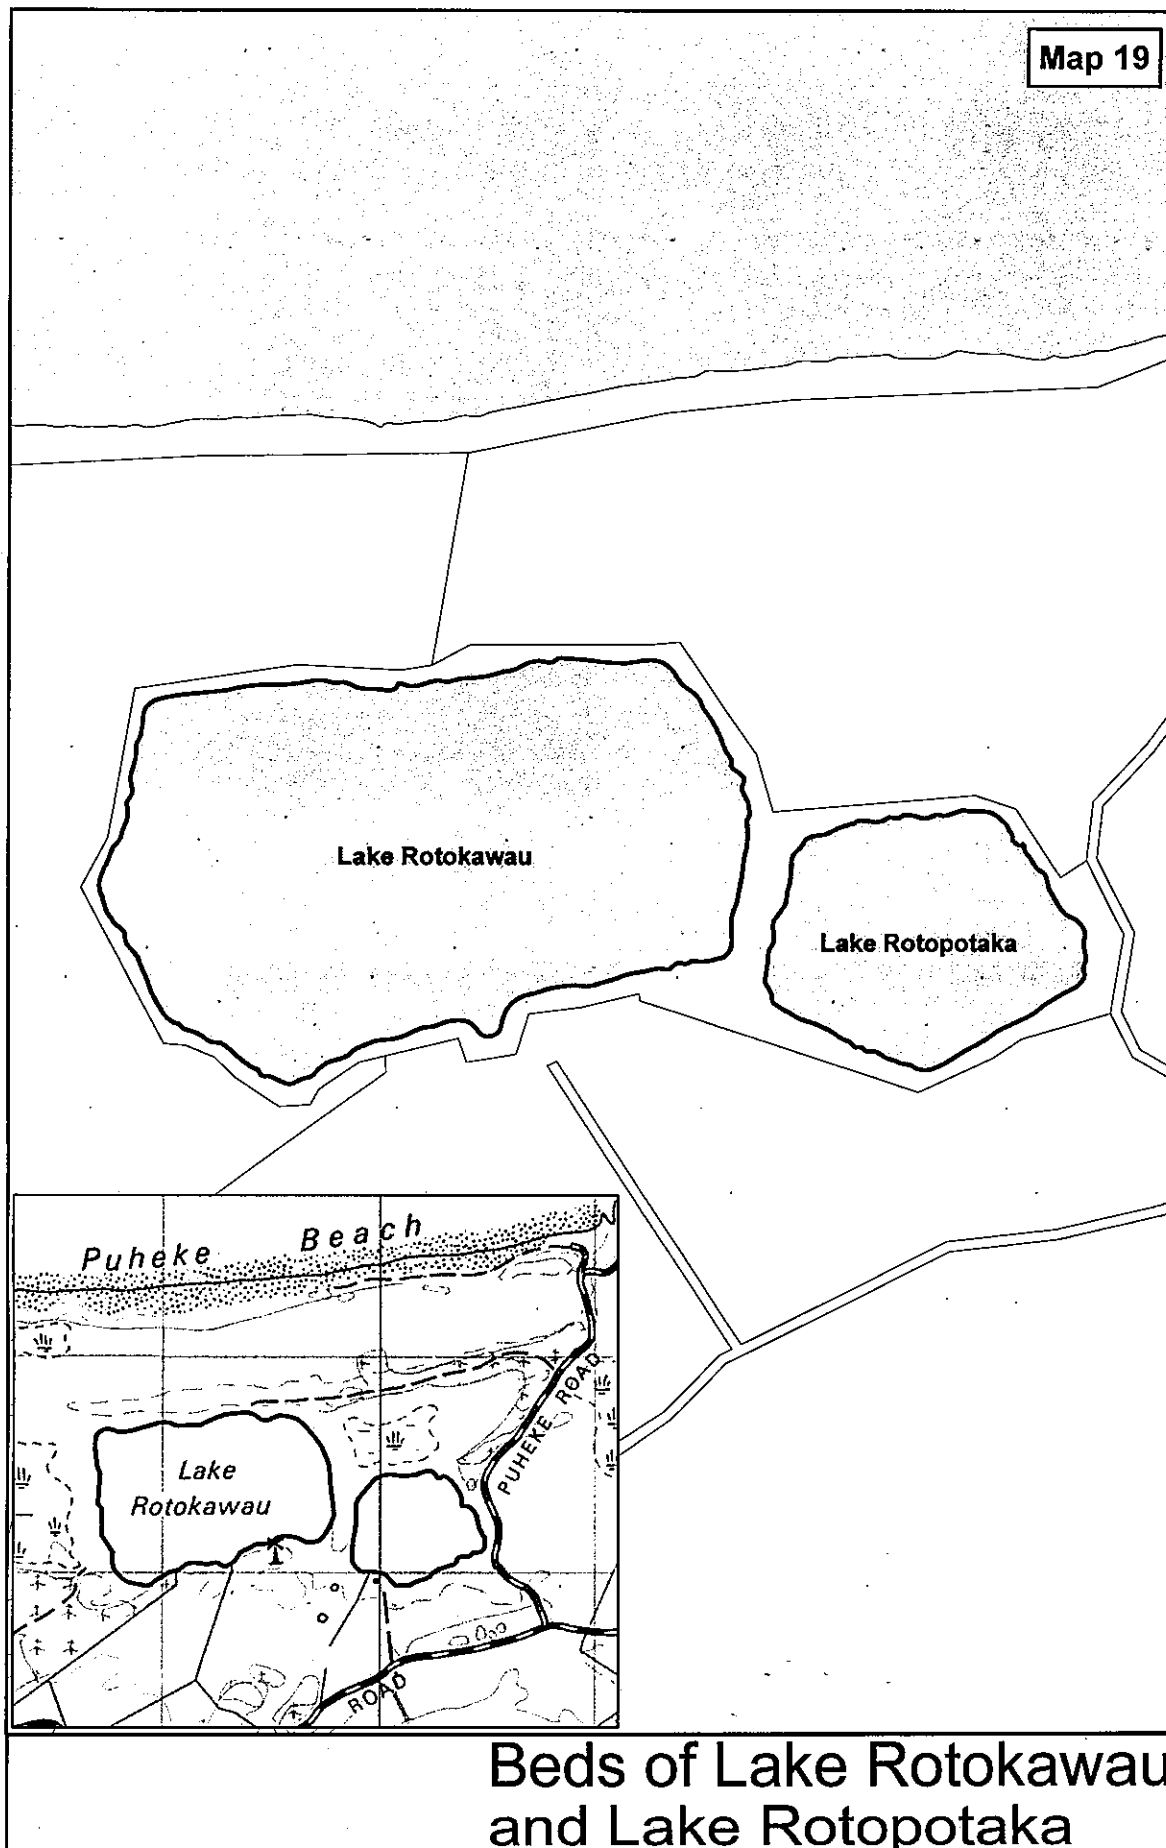 Map 19
Lake Rotokawau
Lake Rotopotaka
Puheke Beach
Lake
Rotokawau
PUHEKE ROAD
ROAD
Beds of Lake Rotokawau
and Lake Rotopotaka